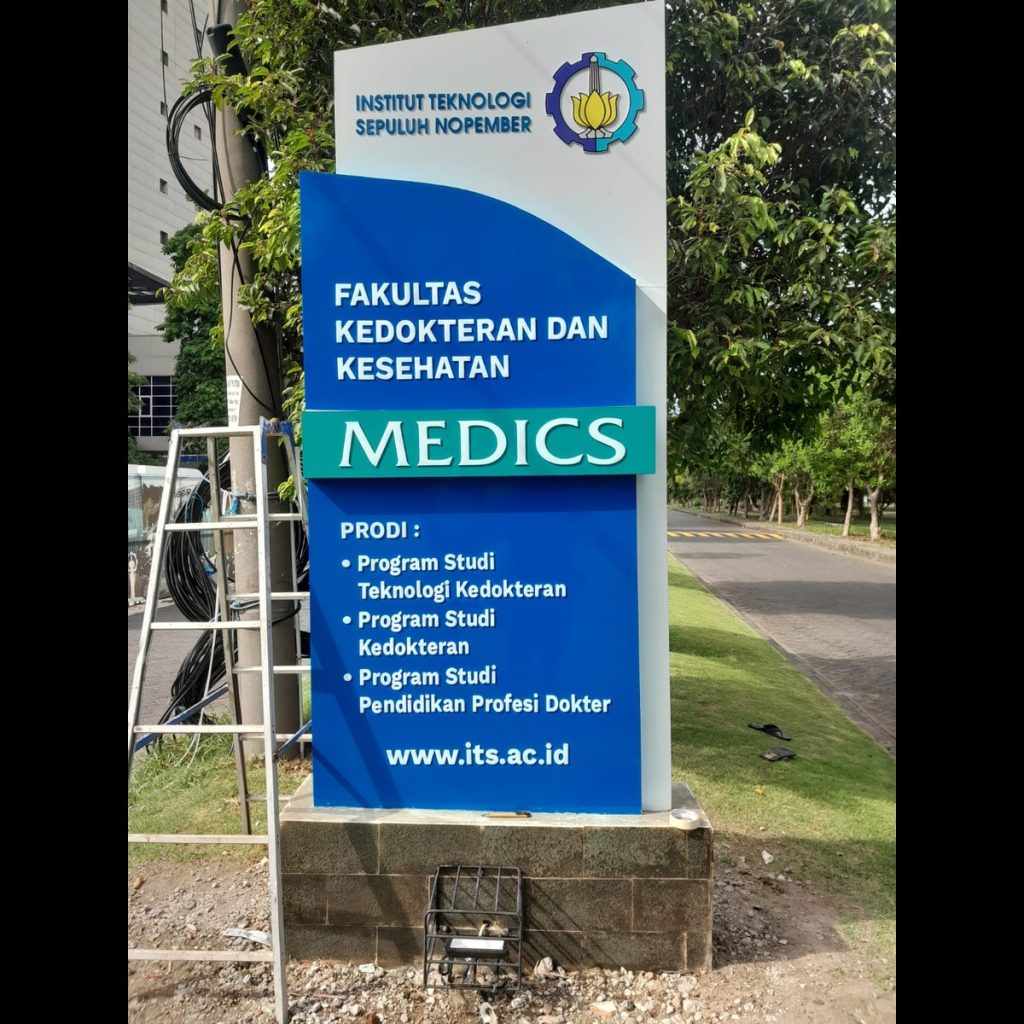 INSTITUT TEKNOLOGI
SEPULUH NOPEMBER
FAKULTAS
KEDOKTERAN DAN
KESEHATAN
MEDICS
PRODI :
• Program Studi
Teknologi Kedokteran
• Program Studi
Kedokteran
• Program Studi
Pendidikan Profesi Dokter
www.its.ac.id